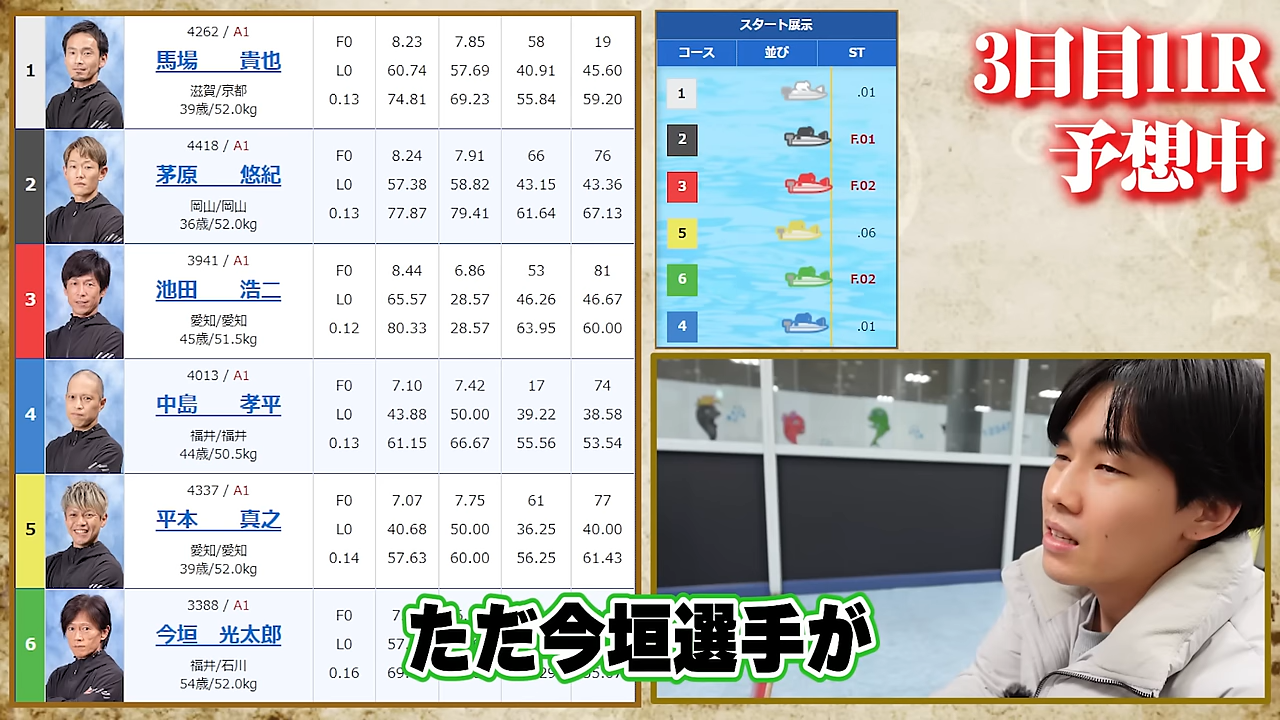 1
4262 / A1
馬場 貴也
滋賀/京都
39歳/52.0kg
F0 8.23 7.85 58 19
L0 60.74 57.69 40.91 45.60
0.13 74.81 69.23 55.84 59.20
2
4418 / A1
茅原 悠紀
岡山/岡山
36歳/52.0kg
F0 8.24 7.91 66 76
L0 57.38 58.82 43.15 43.36
0.13 77.87 79.41 61.64 67.13
3
3941 / A1
池田 浩二
愛知/愛知
45歳/51.5kg
F0 8.44 6.86 53 81
L0 65.57 28.57 46.26 46.67
0.12 80.33 28.57 63.95 60.00
4
4013 / A1
中島 孝平
福井/福井
44歳/50.5kg
F0 7.10 7.42 17 74
L0 43.88 50.00 39.22 38.58
0.13 61.15 66.67 55.56 53.54
5
4337 / A1
平本 真之
愛知/愛知
39歳/52.0kg
F0 7.07 7.75 61 77
L0 40.68 50.00 36.25 40.00
0.14 57.63 60.00 56.25 61.43
6
3388 / A1
今垣 光太郎
福井/石川
54歳/52.0kg
F0
L0
0.16
スタート展示
コース 並び ST
1 .01
2 F.01
3 F.02
5 .06
6 F.02
4 .01
3日目11R
予想中
ただ今垣選手が